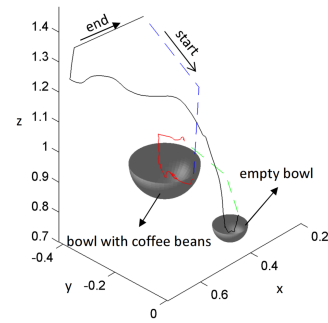 end
start
1.4
1.3
1.2
1.1
z
1
0.9
0.8
0.7
empty bowl
bowl with coffee beans
-0.4
-0.2
0
y
0.2
0.4
0.6
x